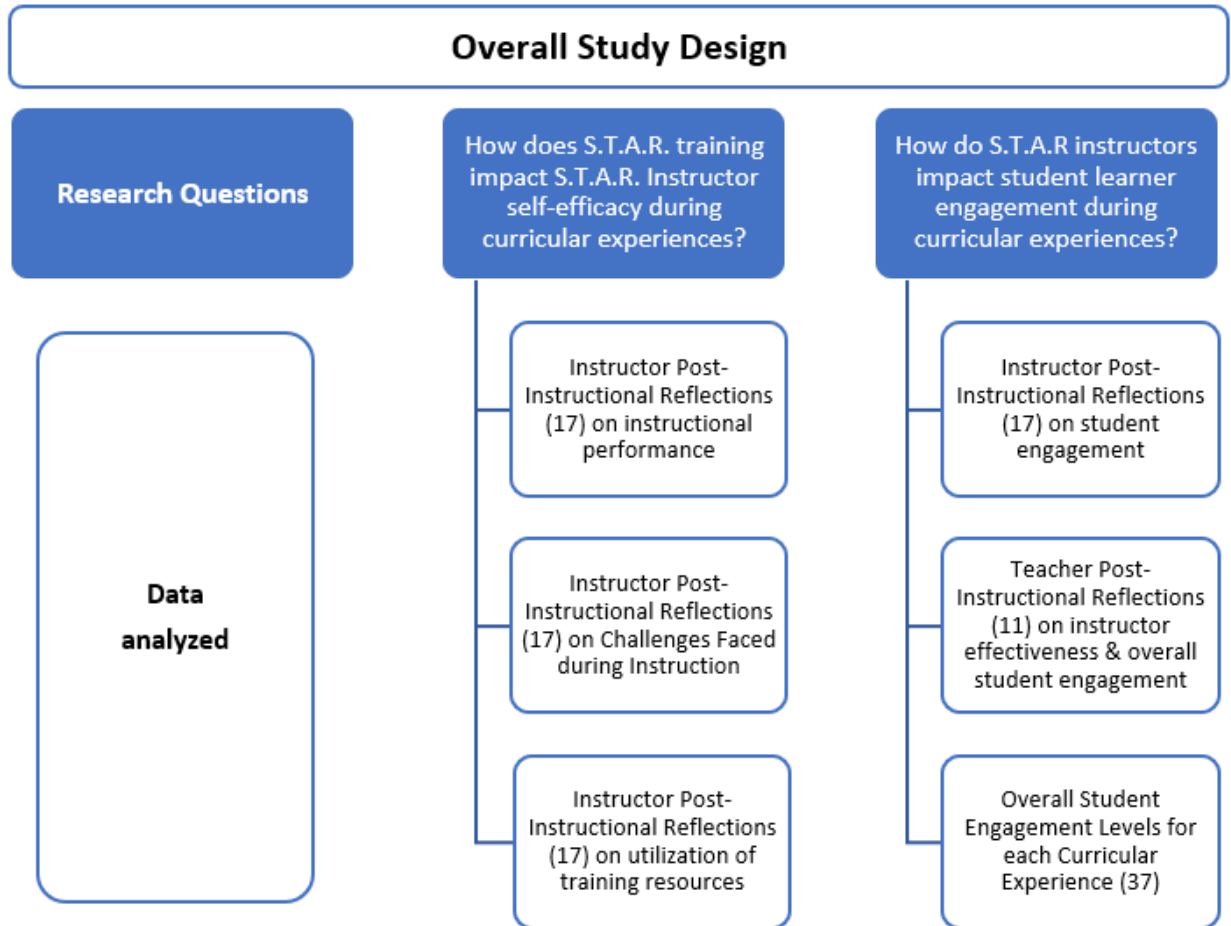 Overall Study Design
Research Questions
How does S.T.A.R. training
impact S.T.A.R. Instructor
self-efficacy during
curricular experiences?
How do S.T.A.R instructors
impact student learner
engagement during
curricular experiences?
Data
analyzed
Instructor Post-
Instructional Reflections
(17) on instructional
performance
Instructor Post-
Instructional Reflections
(17) on Challenges Faced
during Instruction
Instructor Post-
Instructional Reflections
(17) on utilization of
training resources
Instructor Post-
Instructional Reflections
(17) on student
engagement
Teacher Post-
Instructional Reflections
(11) on instructor
effectiveness & overall
student engagement
Overall Student
Engagement Levels for
each Curricular
Experience (37)